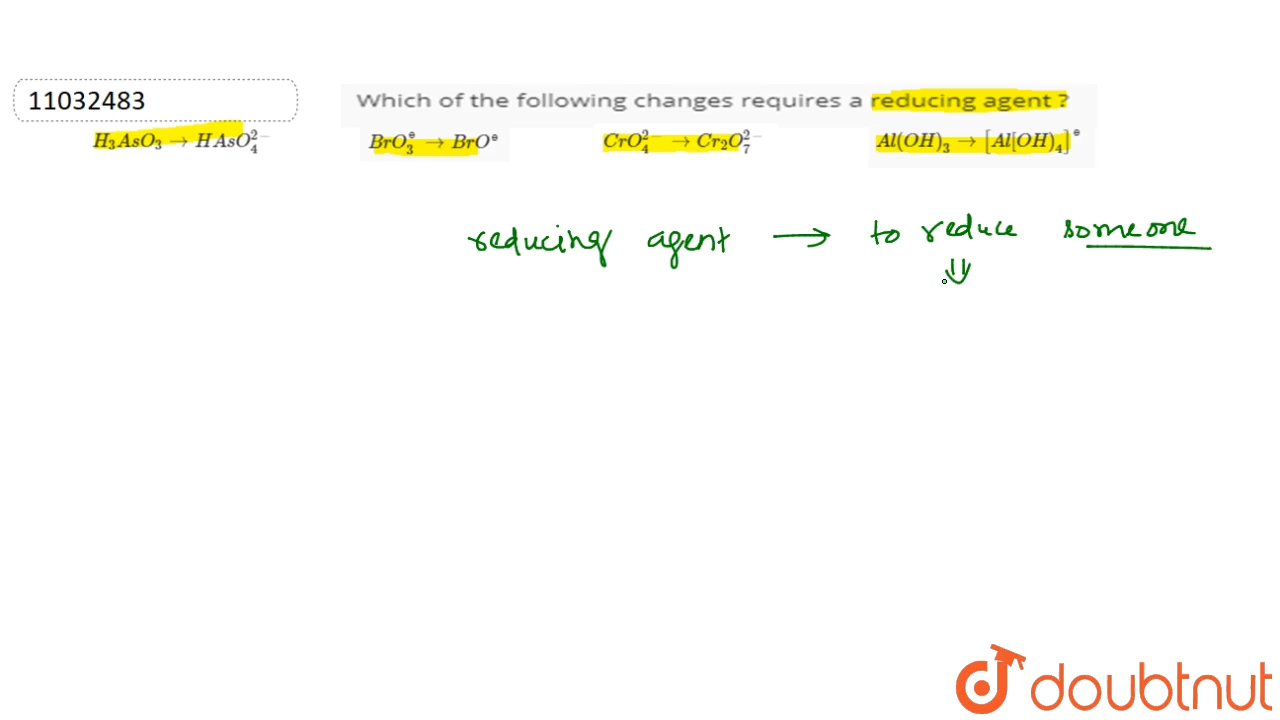 11032483
Which of the following changes requires a reducing agent ?
H₃AsO₃ → HAsO₄²⁻ BrO₃^⊖ → BrO^⊖ CrO₄²⁻ → Cr₂O₇²⁻ Al(OH)₃ → [Al[OH)₄]^⊖
reducing agent → to reduce someone
⇓
doubtnut